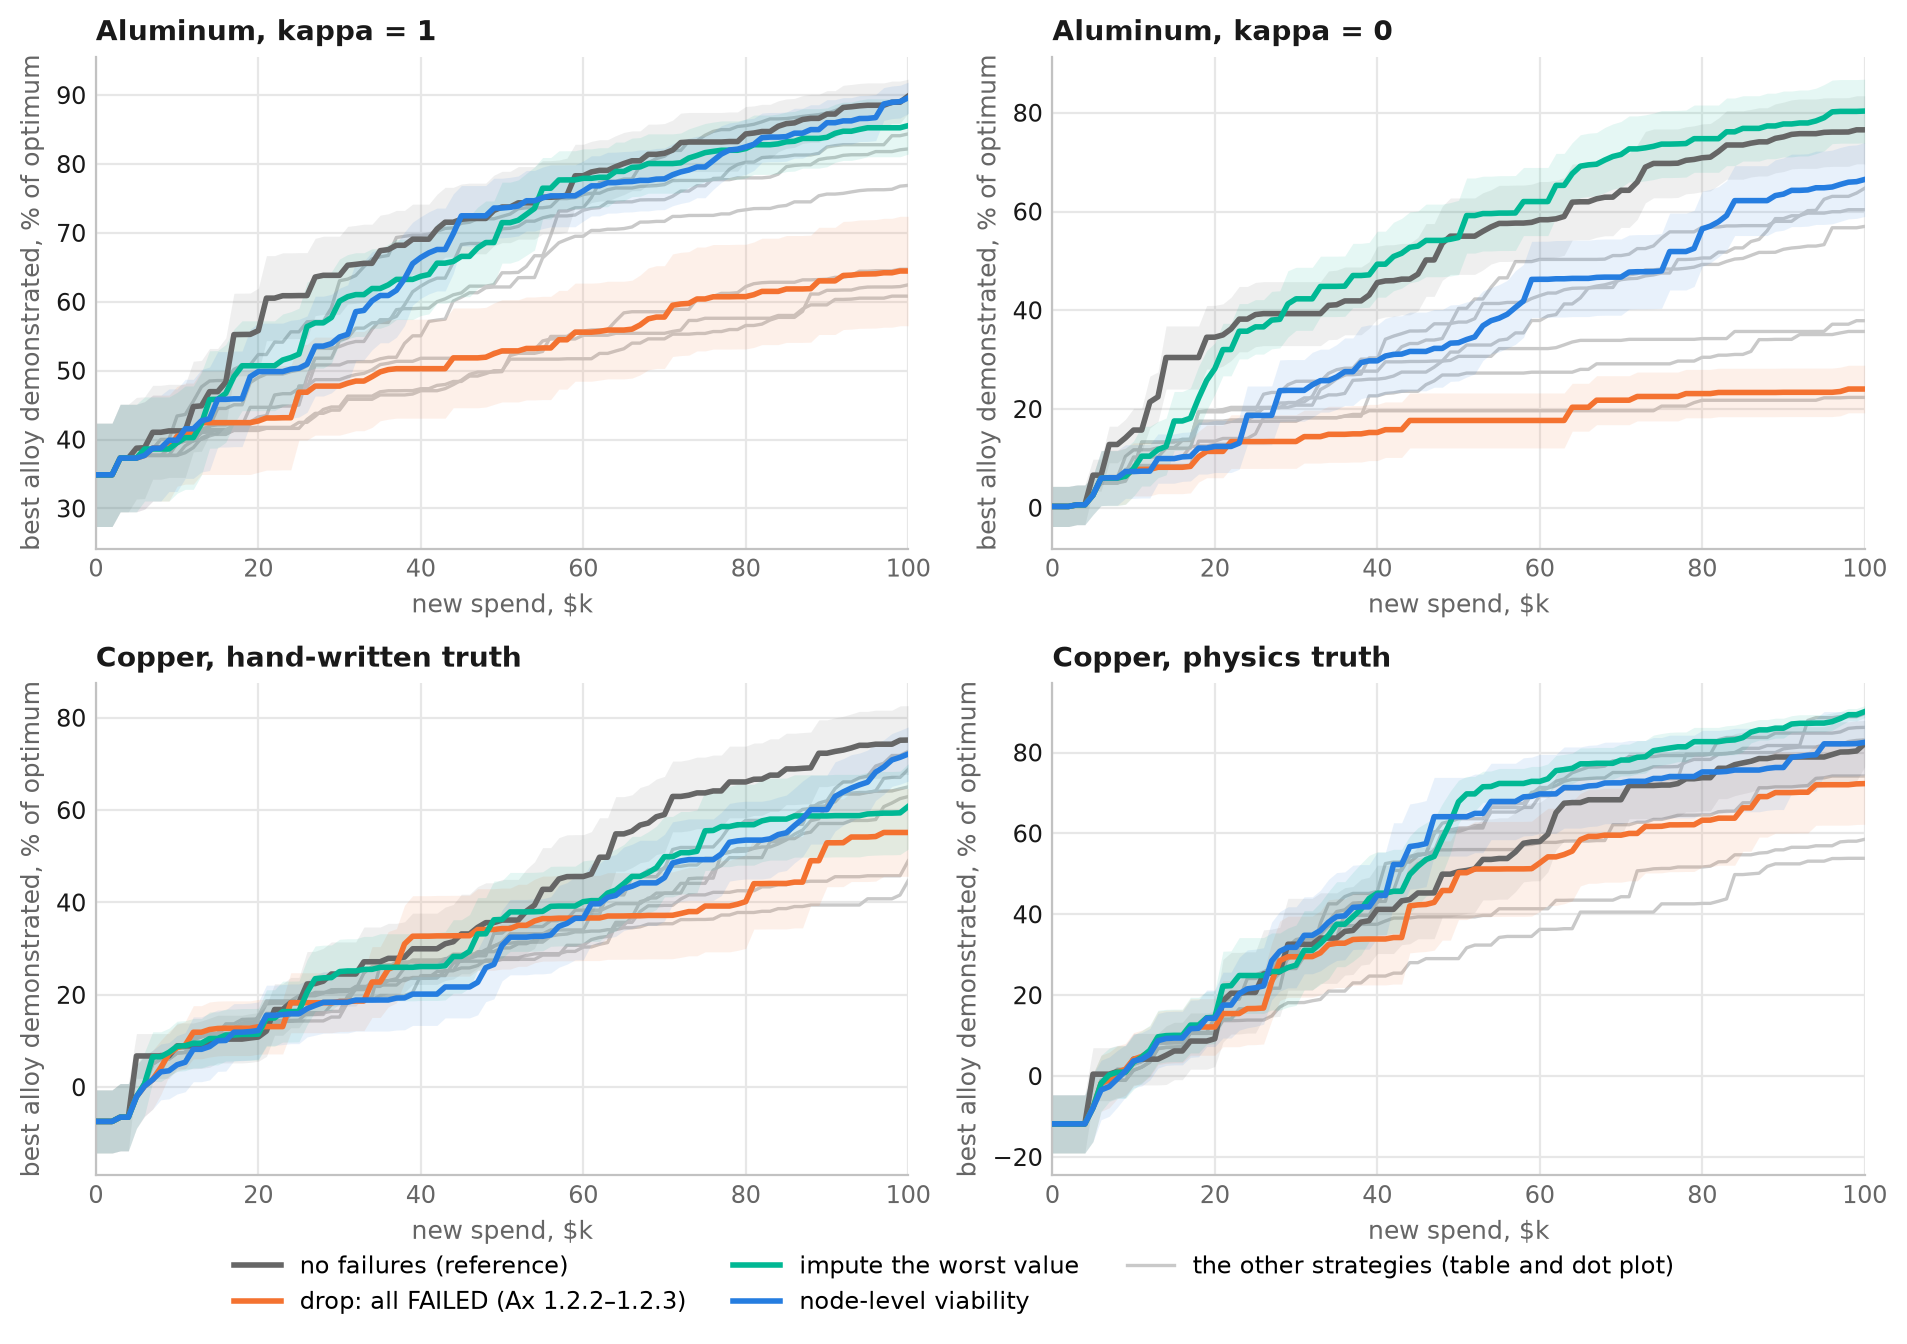 Aluminum, kappa = 1
best alloy demonstrated, % of optimum
90
80
70
60
50
40
30
0 20 40 60 80 100
new spend, $k
Aluminum, kappa = 0
best alloy demonstrated, % of optimum
80
60
40
20
0
0 20 40 60 80 100
new spend, $k
Copper, hand-written truth
best alloy demonstrated, % of optimum
80
60
40
20
0
0 20 40 60 80 100
new spend, $k
Copper, physics truth
best alloy demonstrated, % of optimum
80
60
40
20
0
−20
0 20 40 60 80 100
new spend, $k
no failures (reference)
drop: all FAILED (Ax 1.2.2–1.2.3)
impute the worst value
node-level viability
the other strategies (table and dot plot)